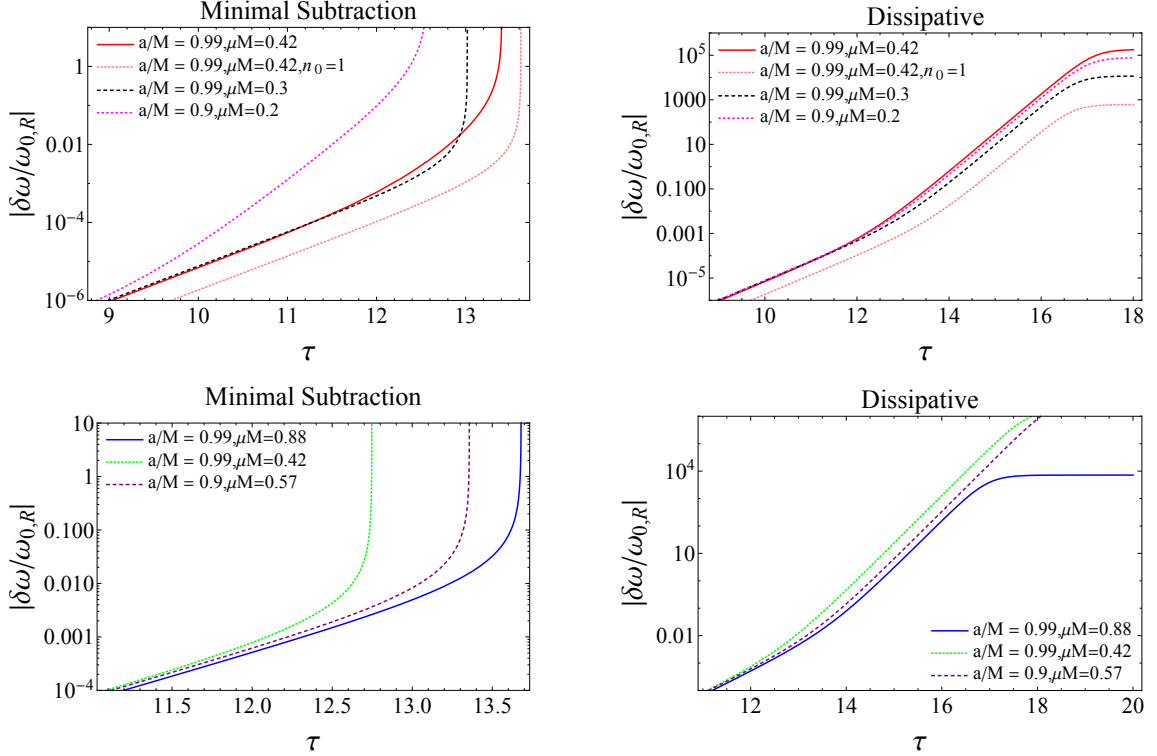 Minimal Subtraction
|δω/ω₀,R|
1
0.01
10⁻⁴
10⁻⁶
a/M = 0.99,μM=0.42
a/M = 0.99,μM=0.42,n₀=1
a/M = 0.99,μM=0.3
a/M = 0.9,μM=0.2
9 10 11 12 13
τ
Dissipative
|δω/ω₀,R|
10⁵
1000
10
0.100
0.001
10⁻⁵
a/M = 0.99,μM=0.42
a/M = 0.99,μM=0.42,n₀=1
a/M = 0.99,μM=0.3
a/M = 0.9,μM=0.2
10 12 14 16 18
τ
Minimal Subtraction
|δω/ω₀,R|
10
1
0.100
0.010
0.001
10⁻⁴
a/M = 0.99,μM=0.88
a/M = 0.99,μM=0.42
a/M = 0.9,μM=0.57
11.5 12.0 12.5 13.0 13.5
τ
Dissipative
|δω/ω₀,R|
10⁴
10
0.01
a/M = 0.99,μM=0.88
a/M = 0.99,μM=0.42
a/M = 0.9,μM=0.57
12 14 16 18 20
τ